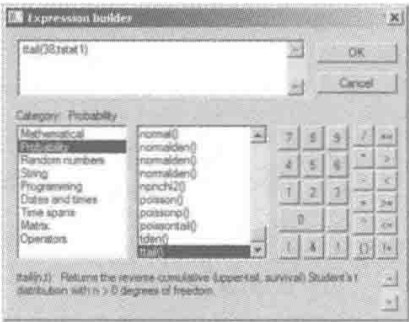 Expression builder
ttail(38,tstat1)
OK
Cancel
Category: Probability
Mathematical
Probability
Random numbers
String
Programming
Dates and times
Time spans
Matrix
Operators
normal()
normalden()
normalden()
normalden()
npnchi2()
poisson()
poissonp()
poissontail()
tden()
ttail()
7 8 9 / ==
4 5 6 * >
1 2 3 - <
0 . + >=
<=
& () !=
ttail(n,t): Returns the reverse cumulative (upper-tail, survival) Student's t
distribution with n > 0 degrees of freedom.